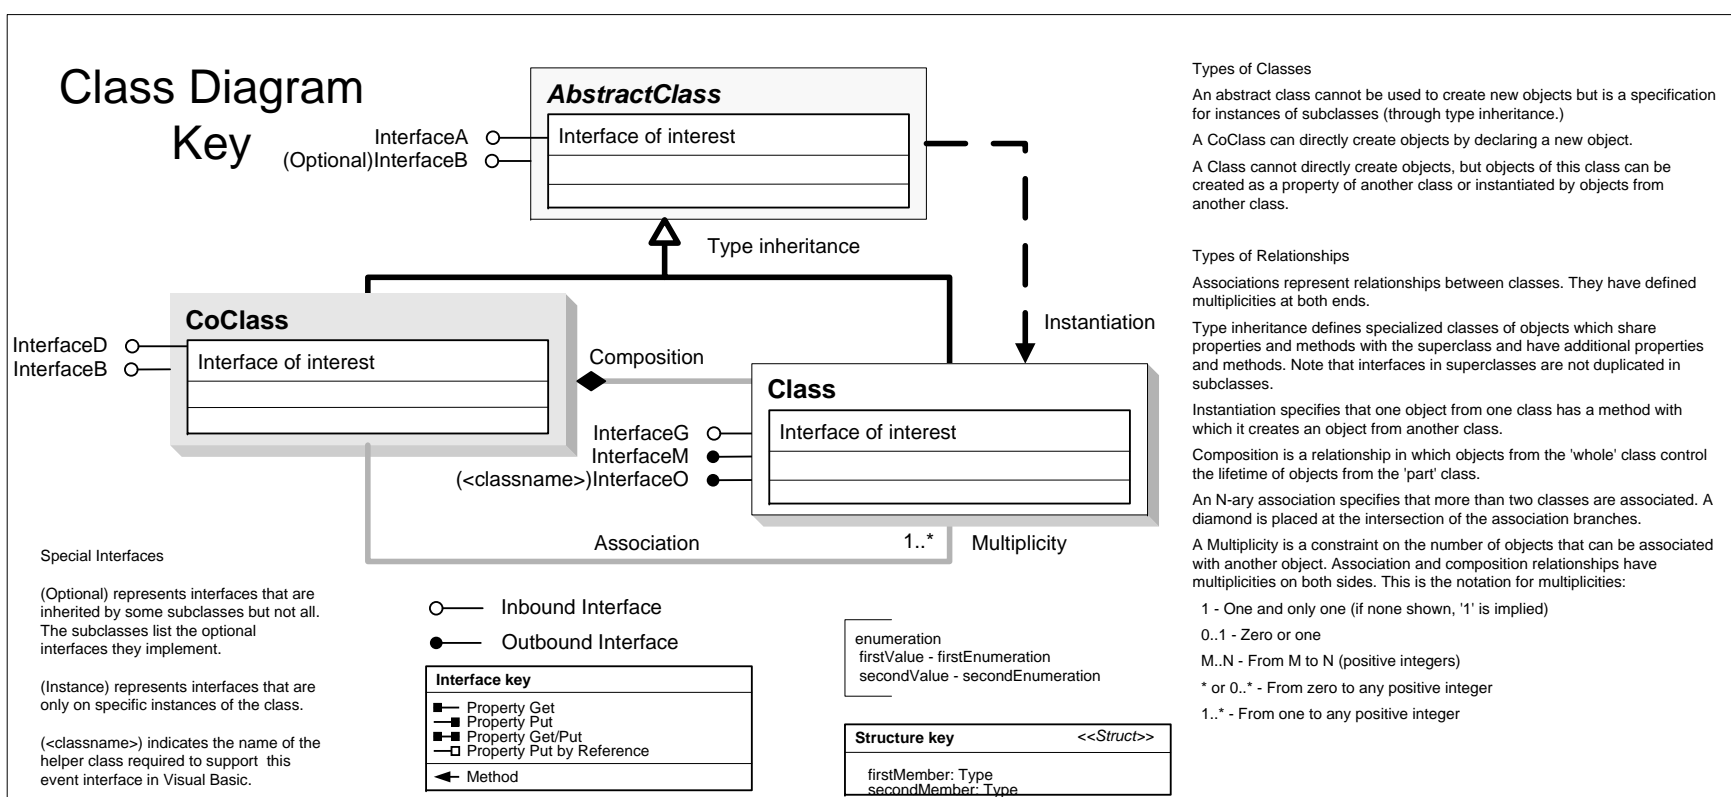 Class Diagram
Key
AbstractClass
Interface of interest
InterfaceA
(Optional)InterfaceB
Type inheritance
CoClass
Interface of interest
InterfaceD
InterfaceB
Composition
Instantiation
Class
Interface of interest
InterfaceG
InterfaceM
(<classname>)InterfaceO
Association
1..*
Multiplicity
Special Interfaces
(Optional) represents interfaces that are
inherited by some subclasses but not all.
The subclasses list the optional
interfaces they implement.
(Instance) represents interfaces that are
only on specific instances of the class.
(<classname>) indicates the name of the
helper class required to support this
event interface in Visual Basic.
Inbound Interface
Outbound Interface
Interface key
Property Get
Property Put
Property Get/Put
Property Put by Reference
Method
enumeration
firstValue - firstEnumeration
secondValue - secondEnumeration
Structure key <<Struct>>
firstMember: Type
secondMember: Type
Types of Classes
An abstract class cannot be used to create new objects but is a specification
for instances of subclasses (through type inheritance.)
A CoClass can directly create objects by declaring a new object.
A Class cannot directly create objects, but objects of this class can be
created as a property of another class or instantiated by objects from
another class.
Types of Relationships
Associations represent relationships between classes. They have defined
multiplicities at both ends.
Type inheritance defines specialized classes of objects which share
properties and methods with the superclass and have additional properties
and methods. Note that interfaces in superclasses are not duplicated in
subclasses.
Instantiation specifies that one object from one class has a method with
which it creates an object from another class.
Composition is a relationship in which objects from the 'whole' class control
the lifetime of objects from the 'part' class.
An N-ary association specifies that more than two classes are associated. A
diamond is placed at the intersection of the association branches.
A Multiplicity is a constraint on the number of objects that can be associated
with another object. Association and composition relationships have
multiplicities on both sides. This is the notation for multiplicities:
1 - One and only one (if none shown, '1' is implied)
0..1 - Zero or one
M..N - From M to N (positive integers)
* or 0..* - From zero to any positive integer
1..* - From one to any positive integer